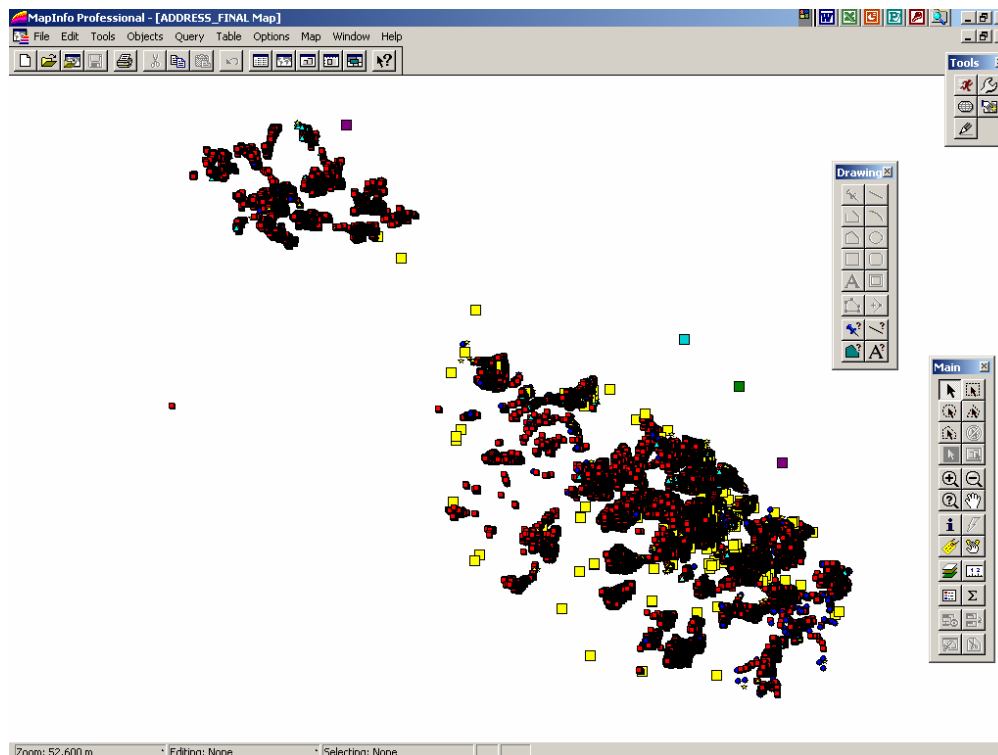 MapInfo Professional - [ADDRESS_FINAL Map]
File Edit Tools Objects Query Table Options Map Window Help
Tools
Drawing
Main
Zoom: 52,600 m Editing: None Selecting: None